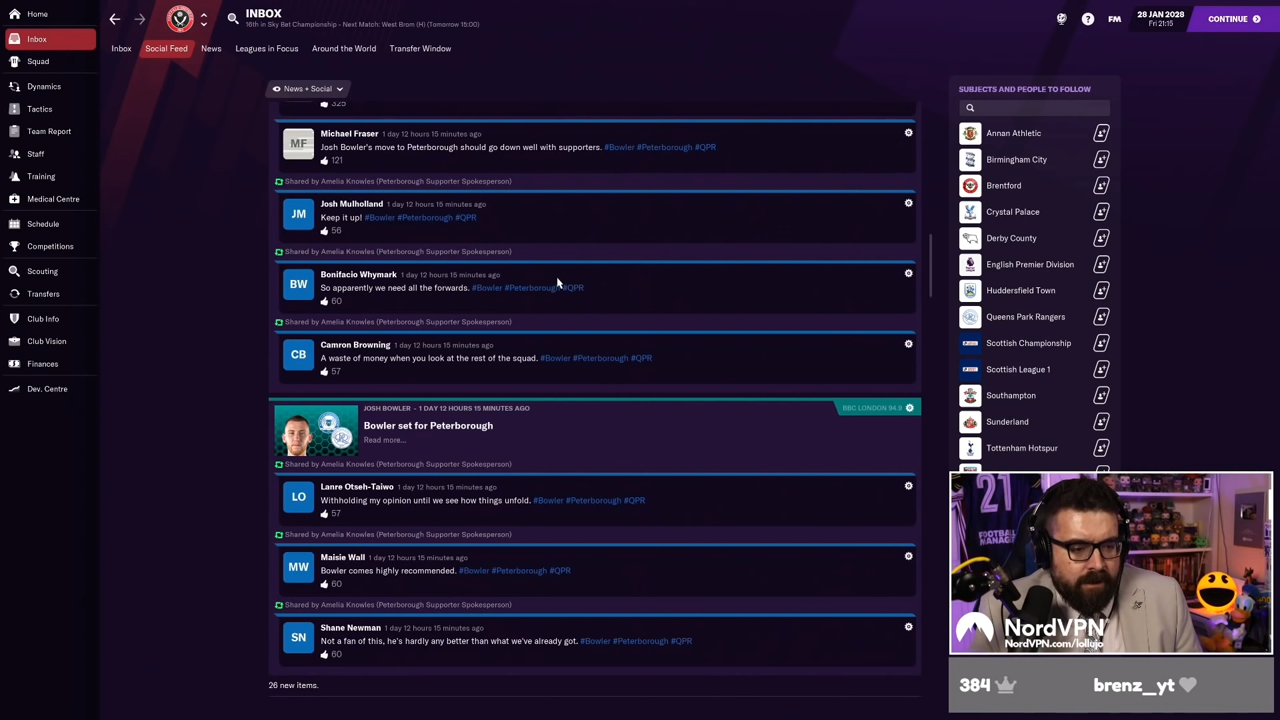 Home
Inbox
Squad
Dynamics
Tactics
Team Report
Staff
Training
Medical Centre
Schedule
Competitions
Scouting
Transfers
Club Info
Club Vision
Finances
Dev. Centre
INBOX
16th in Sky Bet Championship - Next Match: West Brom (H) (Tomorrow 15:00)
FM
28 JAN 2028
Fri 21:15
CONTINUE
Inbox
Social Feed
News
Leagues in Focus
Around the World
Transfer Window
News + Social
325
MF
Michael Fraser 1 day 12 hours 15 minutes ago
Josh Bowler's move to Peterborough should go down well with supporters. #Bowler #Peterborough #QPR
121
Shared by Amelia Knowles (Peterborough Supporter Spokesperson)
JM
Josh Mulholland 1 day 12 hours 15 minutes ago
Keep it up! #Bowler #Peterborough #QPR
56
Shared by Amelia Knowles (Peterborough Supporter Spokesperson)
BW
Bonifacio Whymark 1 day 12 hours 15 minutes ago
So apparently we need all the forwards. #Bowler #Peterborough #QPR
60
Shared by Amelia Knowles (Peterborough Supporter Spokesperson)
CB
Camron Browning 1 day 12 hours 15 minutes ago
A waste of money when you look at the rest of the squad. #Bowler #Peterborough #QPR
57
JOSH BOWLER - 1 DAY 12 HOURS 15 MINUTES AGO
BBC LONDON 94.9
Bowler set for Peterborough
Read more...
Shared by Amelia Knowles (Peterborough Supporter Spokesperson)
LO
Lanre Otseh-Taiwo 1 day 12 hours 15 minutes ago
Withholding my opinion until we see how things unfold. #Bowler #Peterborough #QPR
57
Shared by Amelia Knowles (Peterborough Supporter Spokesperson)
MW
Maisie Wall 1 day 12 hours 15 minutes ago
Bowler comes highly recommended. #Bowler #Peterborough #QPR
60
Shared by Amelia Knowles (Peterborough Supporter Spokesperson)
SN
Shane Newman 1 day 12 hours 15 minutes ago
Not a fan of this, he's hardly any better than what we've already got. #Bowler #Peterborough #QPR
60
26 new items.
SUBJECTS AND PEOPLE TO FOLLOW
Annan Athletic
Birmingham City
Brentford
Crystal Palace
Derby County
English Premier Division
Huddersfield Town
Queens Park Rangers
Scottish Championship
Scottish League 1
Southampton
Sunderland
Tottenham Hotspur
21
FOOTBALL
MANAGER
NordVPN
NordVPN.com/lollujo
384
brenz_yt